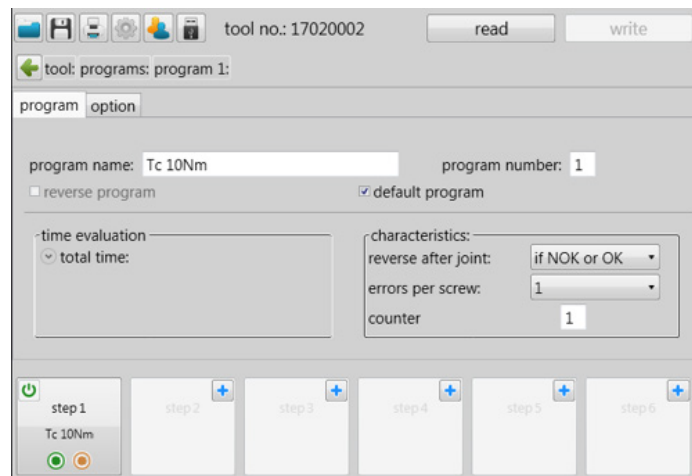 tool no.: 17020002 read write
tool: programs: program 1:
program option
program name: Tc 10Nm program number: 1
reverse program default program
time evaluation characteristics:
total time: reverse after joint: if NOK or OK
errors per screw: 1
counter 1
step 1 step 2 step 3 step 4 step 5 step 6
Tc 10Nm